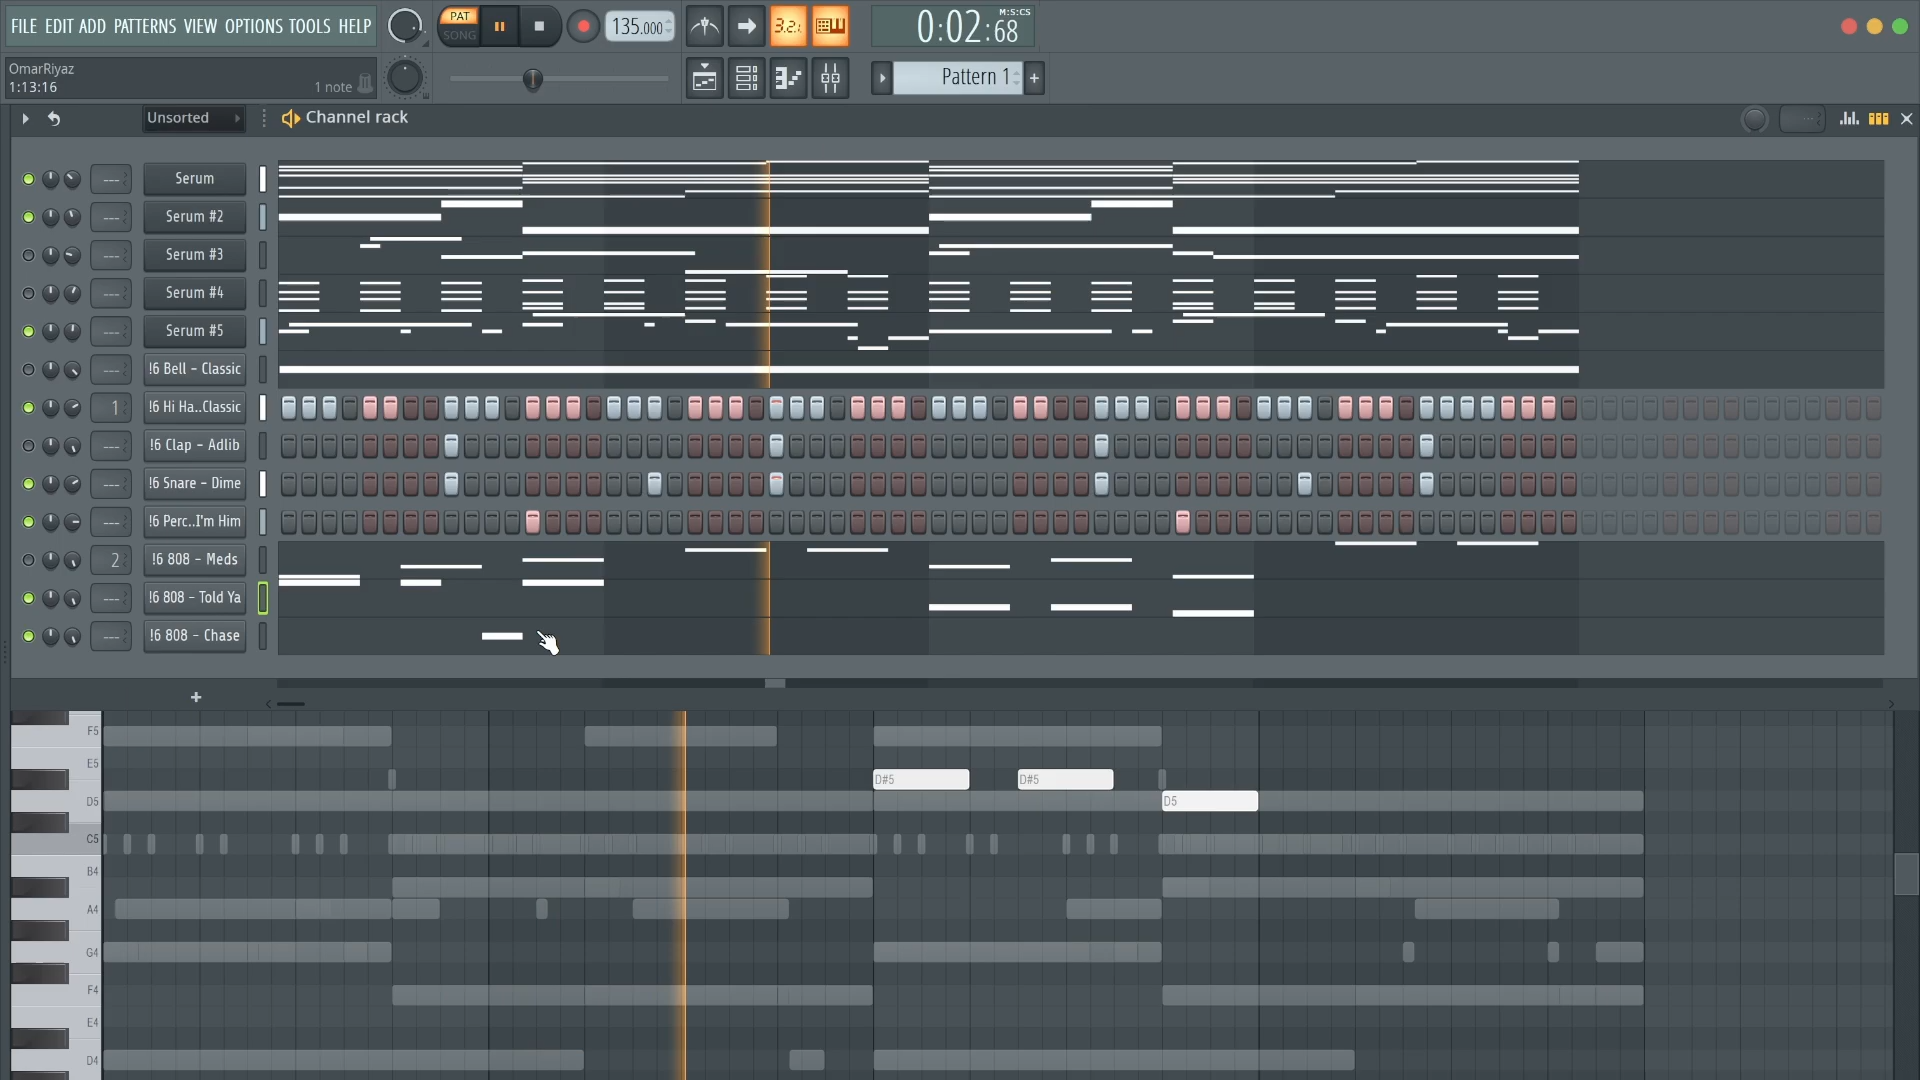 FILE EDIT ADD PATTERNS VIEW OPTIONS TOOLS HELP
PAT
SONG
135.000
3.2.
M:S:CS
0:02:68
OmarRiyaz
1:13:16
1 note
Pattern 1
+
Unsorted
Channel rack
--- Serum
--- Serum #2
--- Serum #3
--- Serum #4
--- Serum #5
--- !6 Bell - Classic
1 !6 Hi Ha..Classic
--- !6 Clap - Adlib
--- !6 Snare - Dime
--- !6 Perc..I'm Him
2 !6 808 - Meds
--- !6 808 - Told Ya
--- !6 808 - Chase
+
F5
E5
D#5 D#5
D5 D5
C5
B4
A4
G4
F4
E4
D4